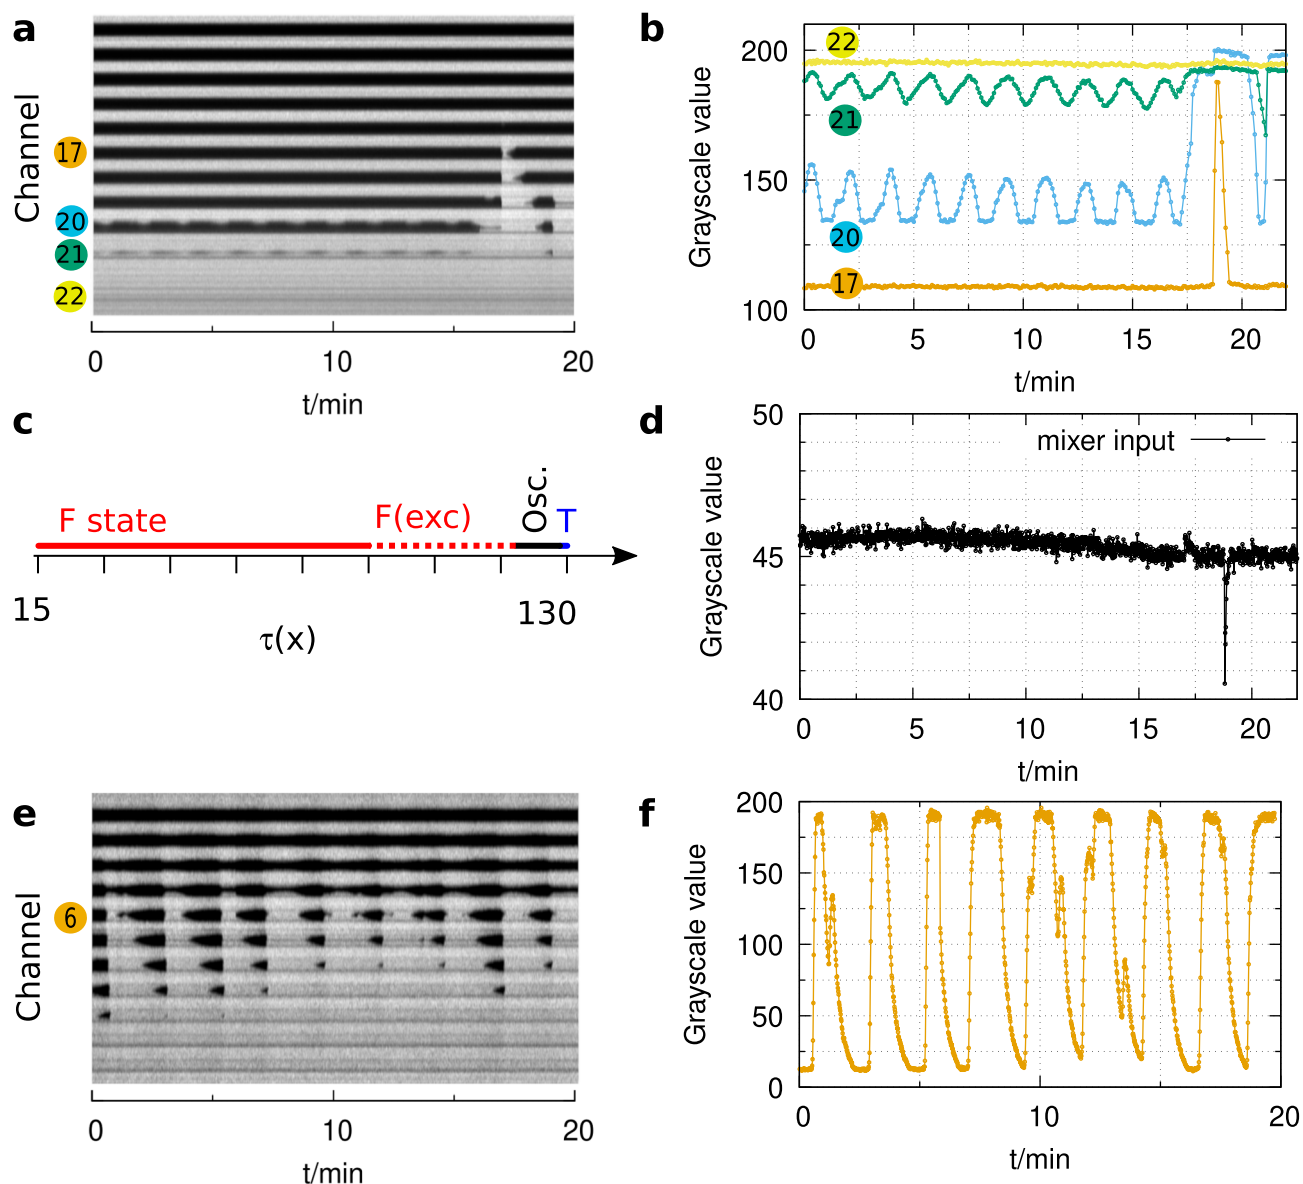 a
Channel
17
20
21
22
0
10
20
t/min
b
Grayscale value
200
150
100
22
21
20
17
0
5
10
15
20
t/min
c
F state
F(exc)
Osc.
T
15
130
τ(x)
d
Grayscale value
50
45
40
mixer input
0
5
10
15
20
t/min
e
Channel
6
0
10
20
t/min
f
Grayscale value
200
150
100
50
0
0
10
20
t/min